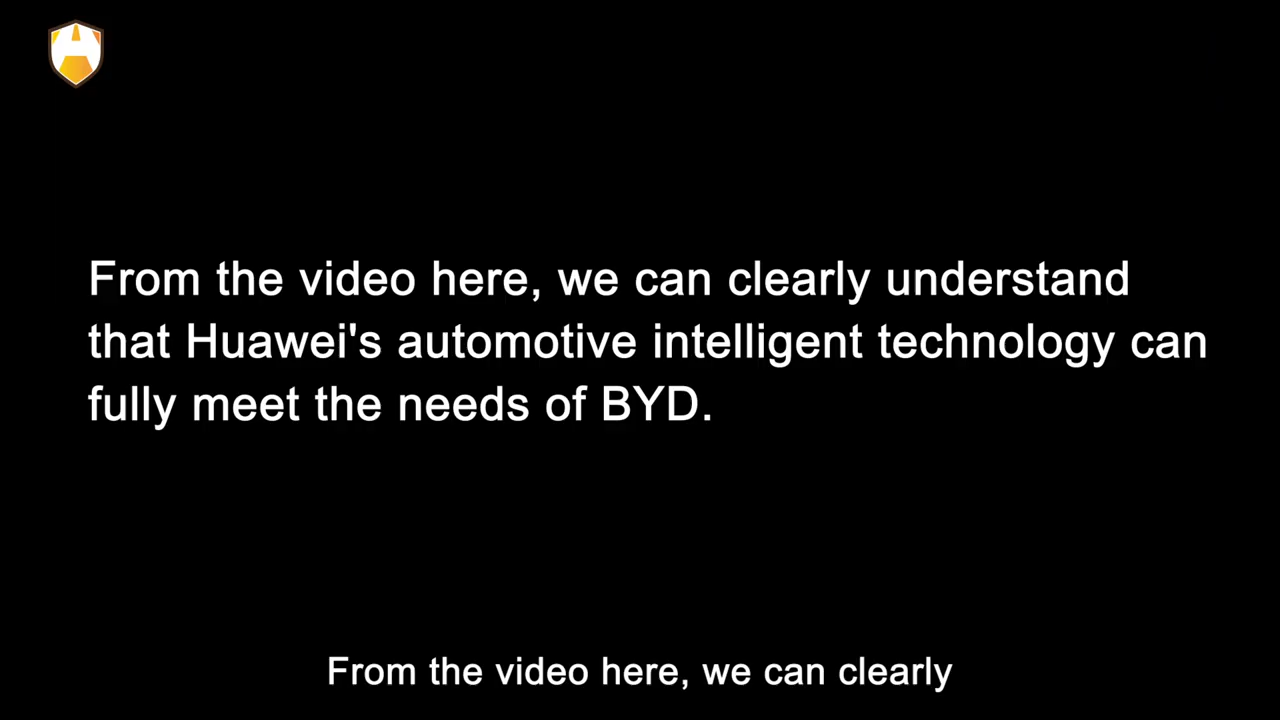 From the video here, we can clearly understand
that Huawei's automotive intelligent technology can
fully meet the needs of BYD.
From the video here, we can clearly